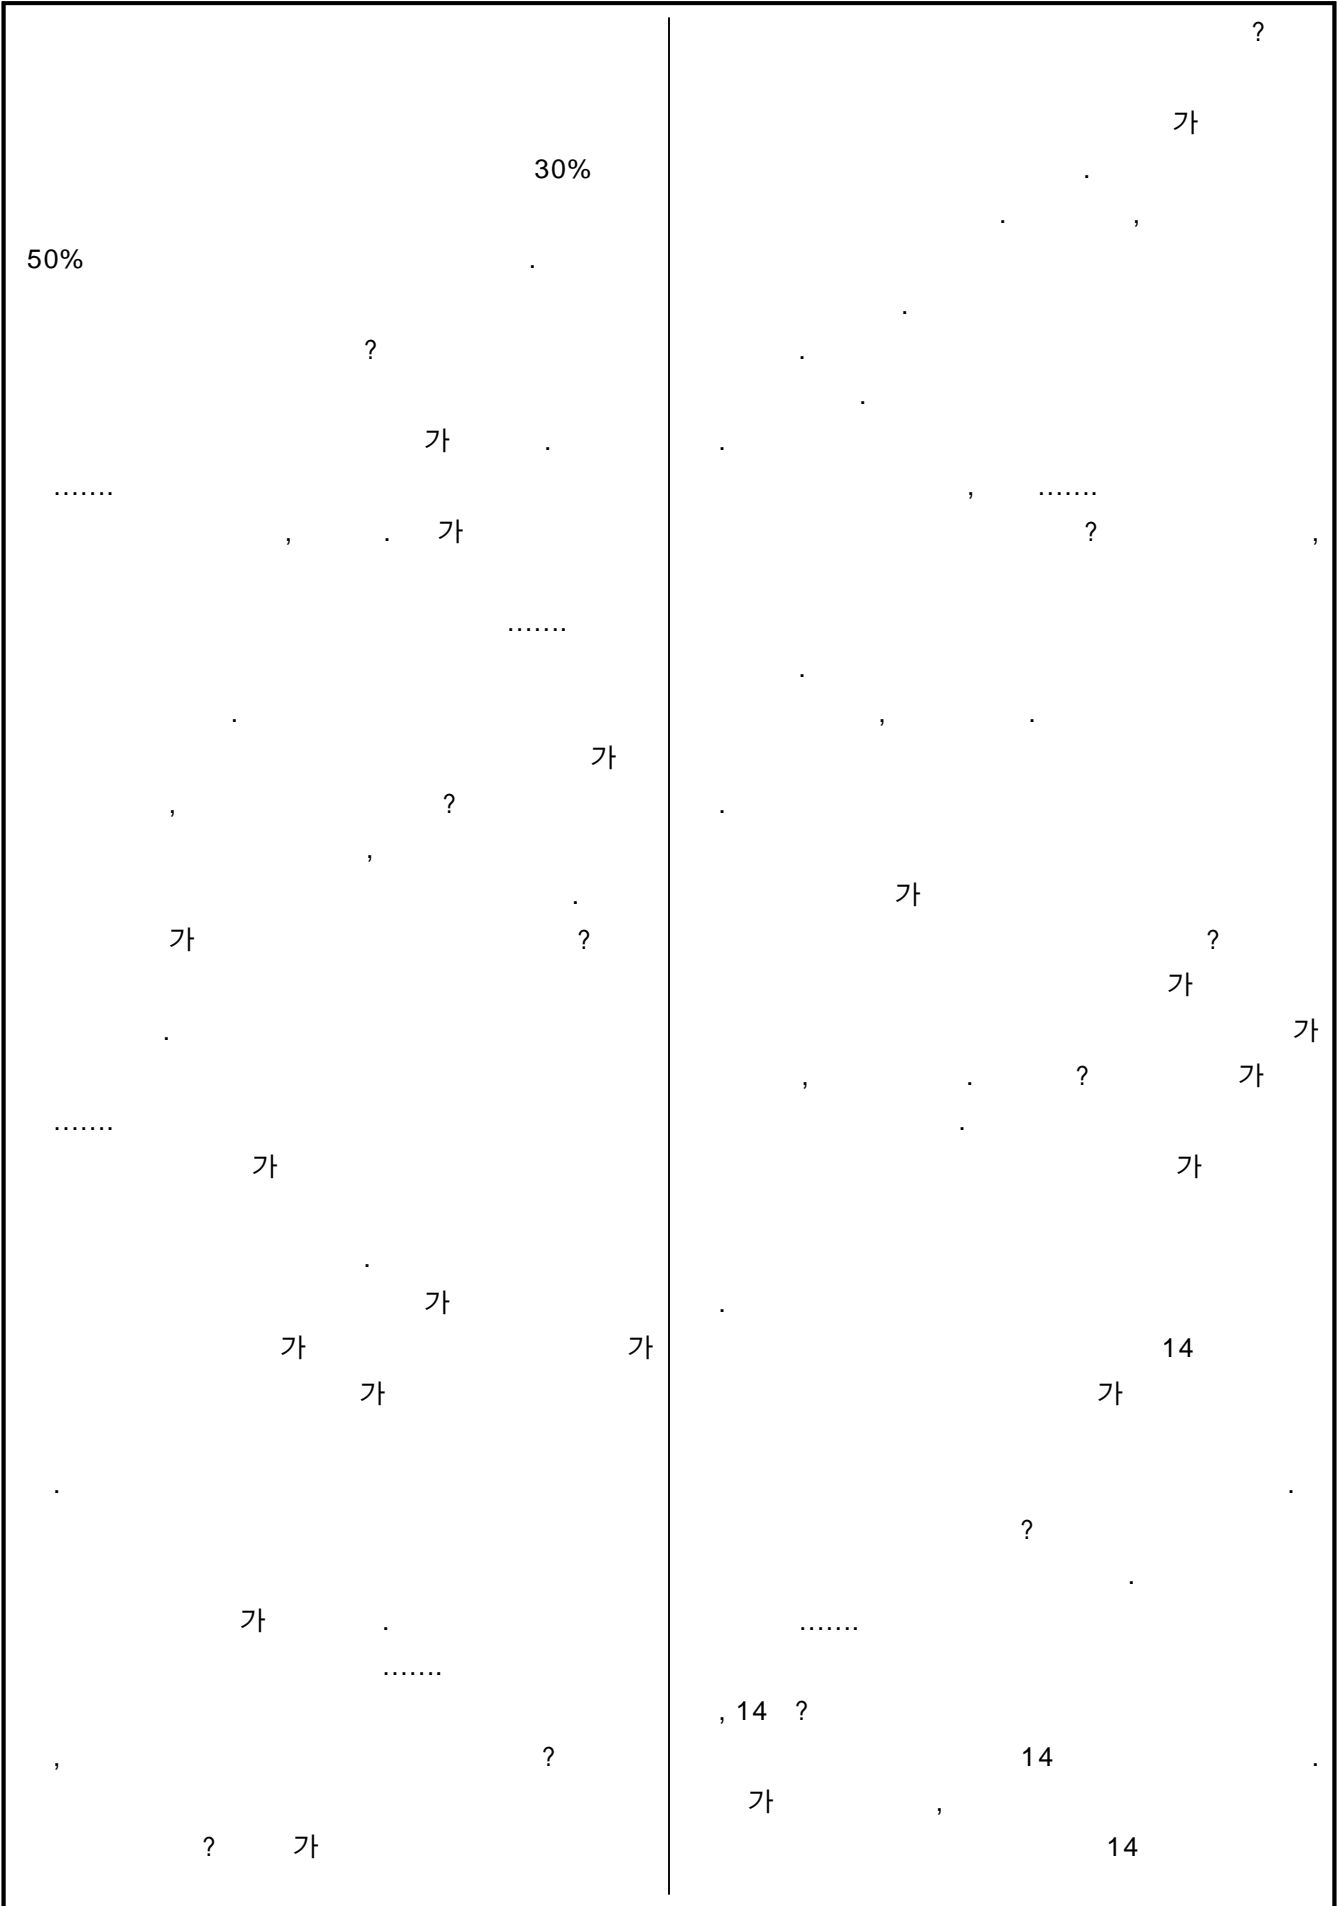 30%
50% .
?
가 .
.......
, . 가
.......
.
가
, ?
,
.
가 ?
.
.......
가
.
가
가 가
가
.
가 .
.......
, ?
? 가
?
가
.
. ,
.
.
.
.
, .......
? ,
.
, .
.
가
?
가
가
, . ? 가
.
가
.
14
가
.
?
.
.......
, 14 ?
14 .
가 ,
14